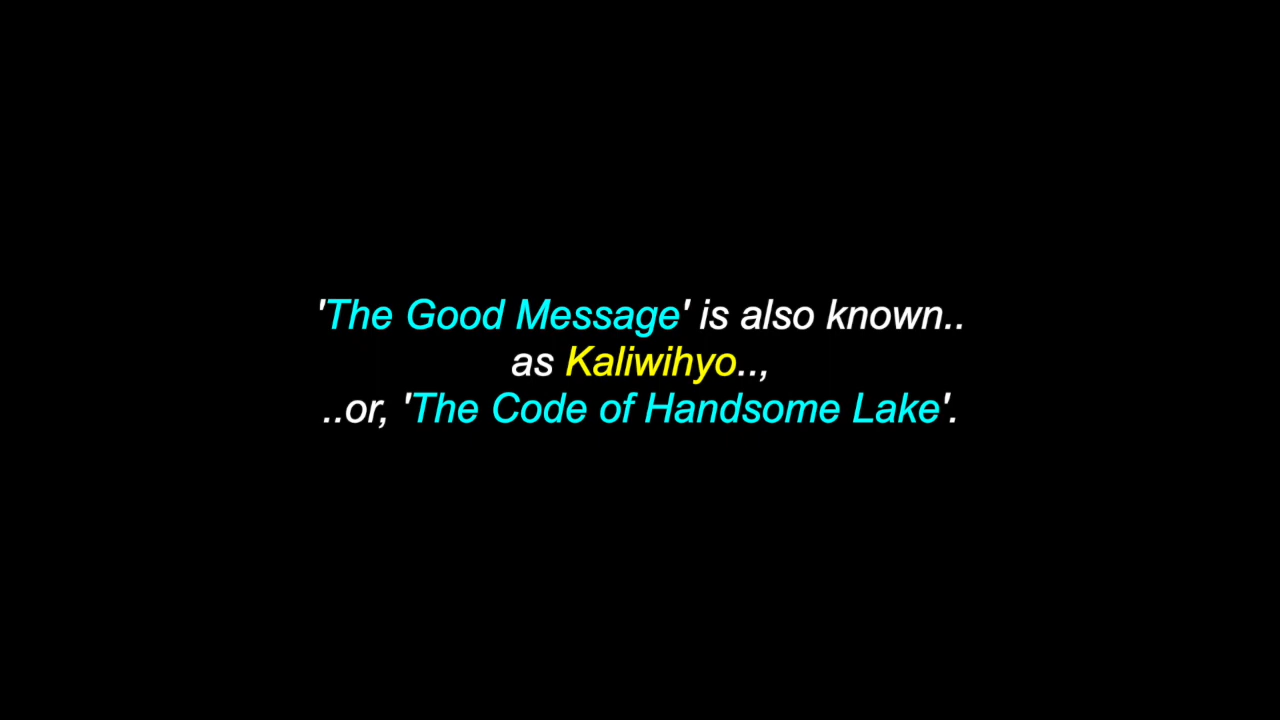 'The Good Message' is also known..
as Kaliwihyo..,
..or, 'The Code of Handsome Lake'.